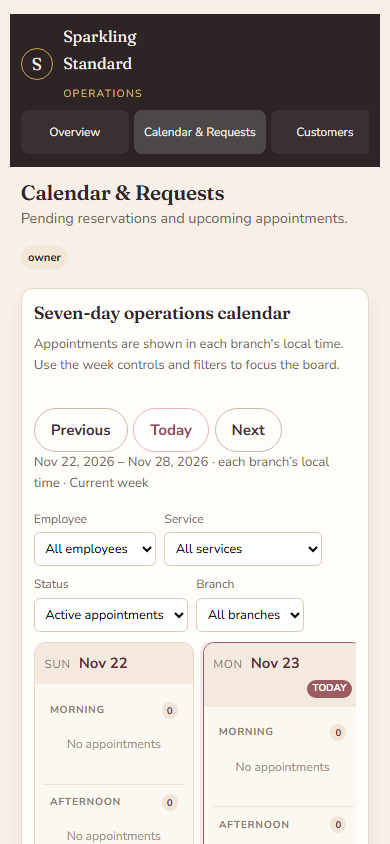 S
Sparkling
Standard
OPERATIONS
Overview
Calendar & Requests
Customers
Calendar & Requests
Pending reservations and upcoming appointments.
owner
Seven-day operations calendar
Appointments are shown in each branch's local time.
Use the week controls and filters to focus the board.
Previous
Today
Next
Nov 22, 2026 – Nov 28, 2026 · each branch's local
time · Current week
Employee
Service
All employees
All services
Status
Branch
Active appointments
All branches
SUN Nov 22
MORNING 0
No appointments
AFTERNOON 0
No appointments
MON Nov 23
TODAY
MORNING 0
No appointments
AFTERNOON 0